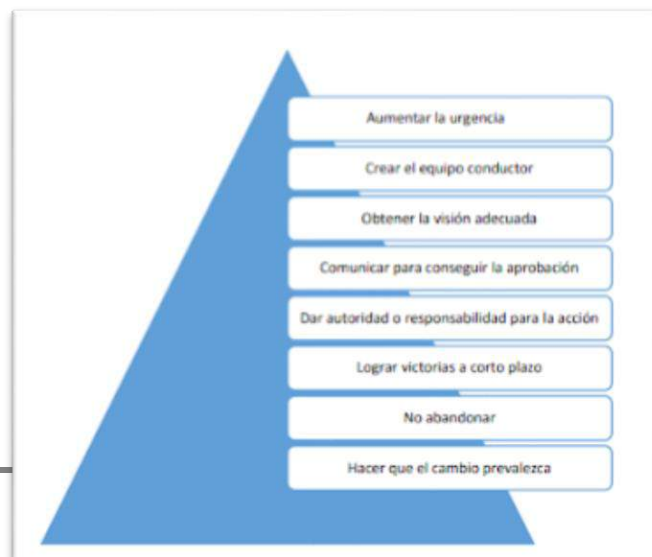 Aumentar la urgencia
Crear el equipo conductor
Obtener la visión adecuada
Comunicar para conseguir la aprobación
Dar autoridad o responsabilidad para la acción
Lograr victorias a corto plazo
No abandonar
Hacer que el cambio prevalezca